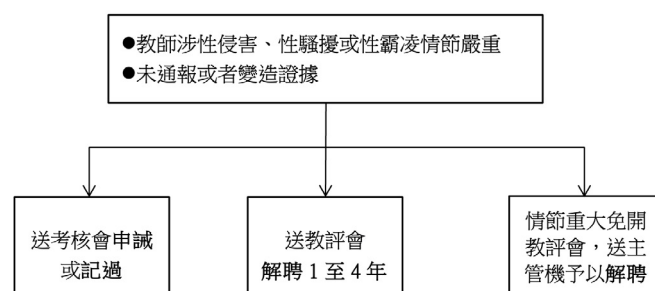 ●教師涉性侵害、性騷擾或性霸凌情節嚴重
●未通報或者變造證據
送考核會申誡
或記過
送教評會
解聘 1 至 4 年
情節重大免開
教評會，送主
管機予以解聘